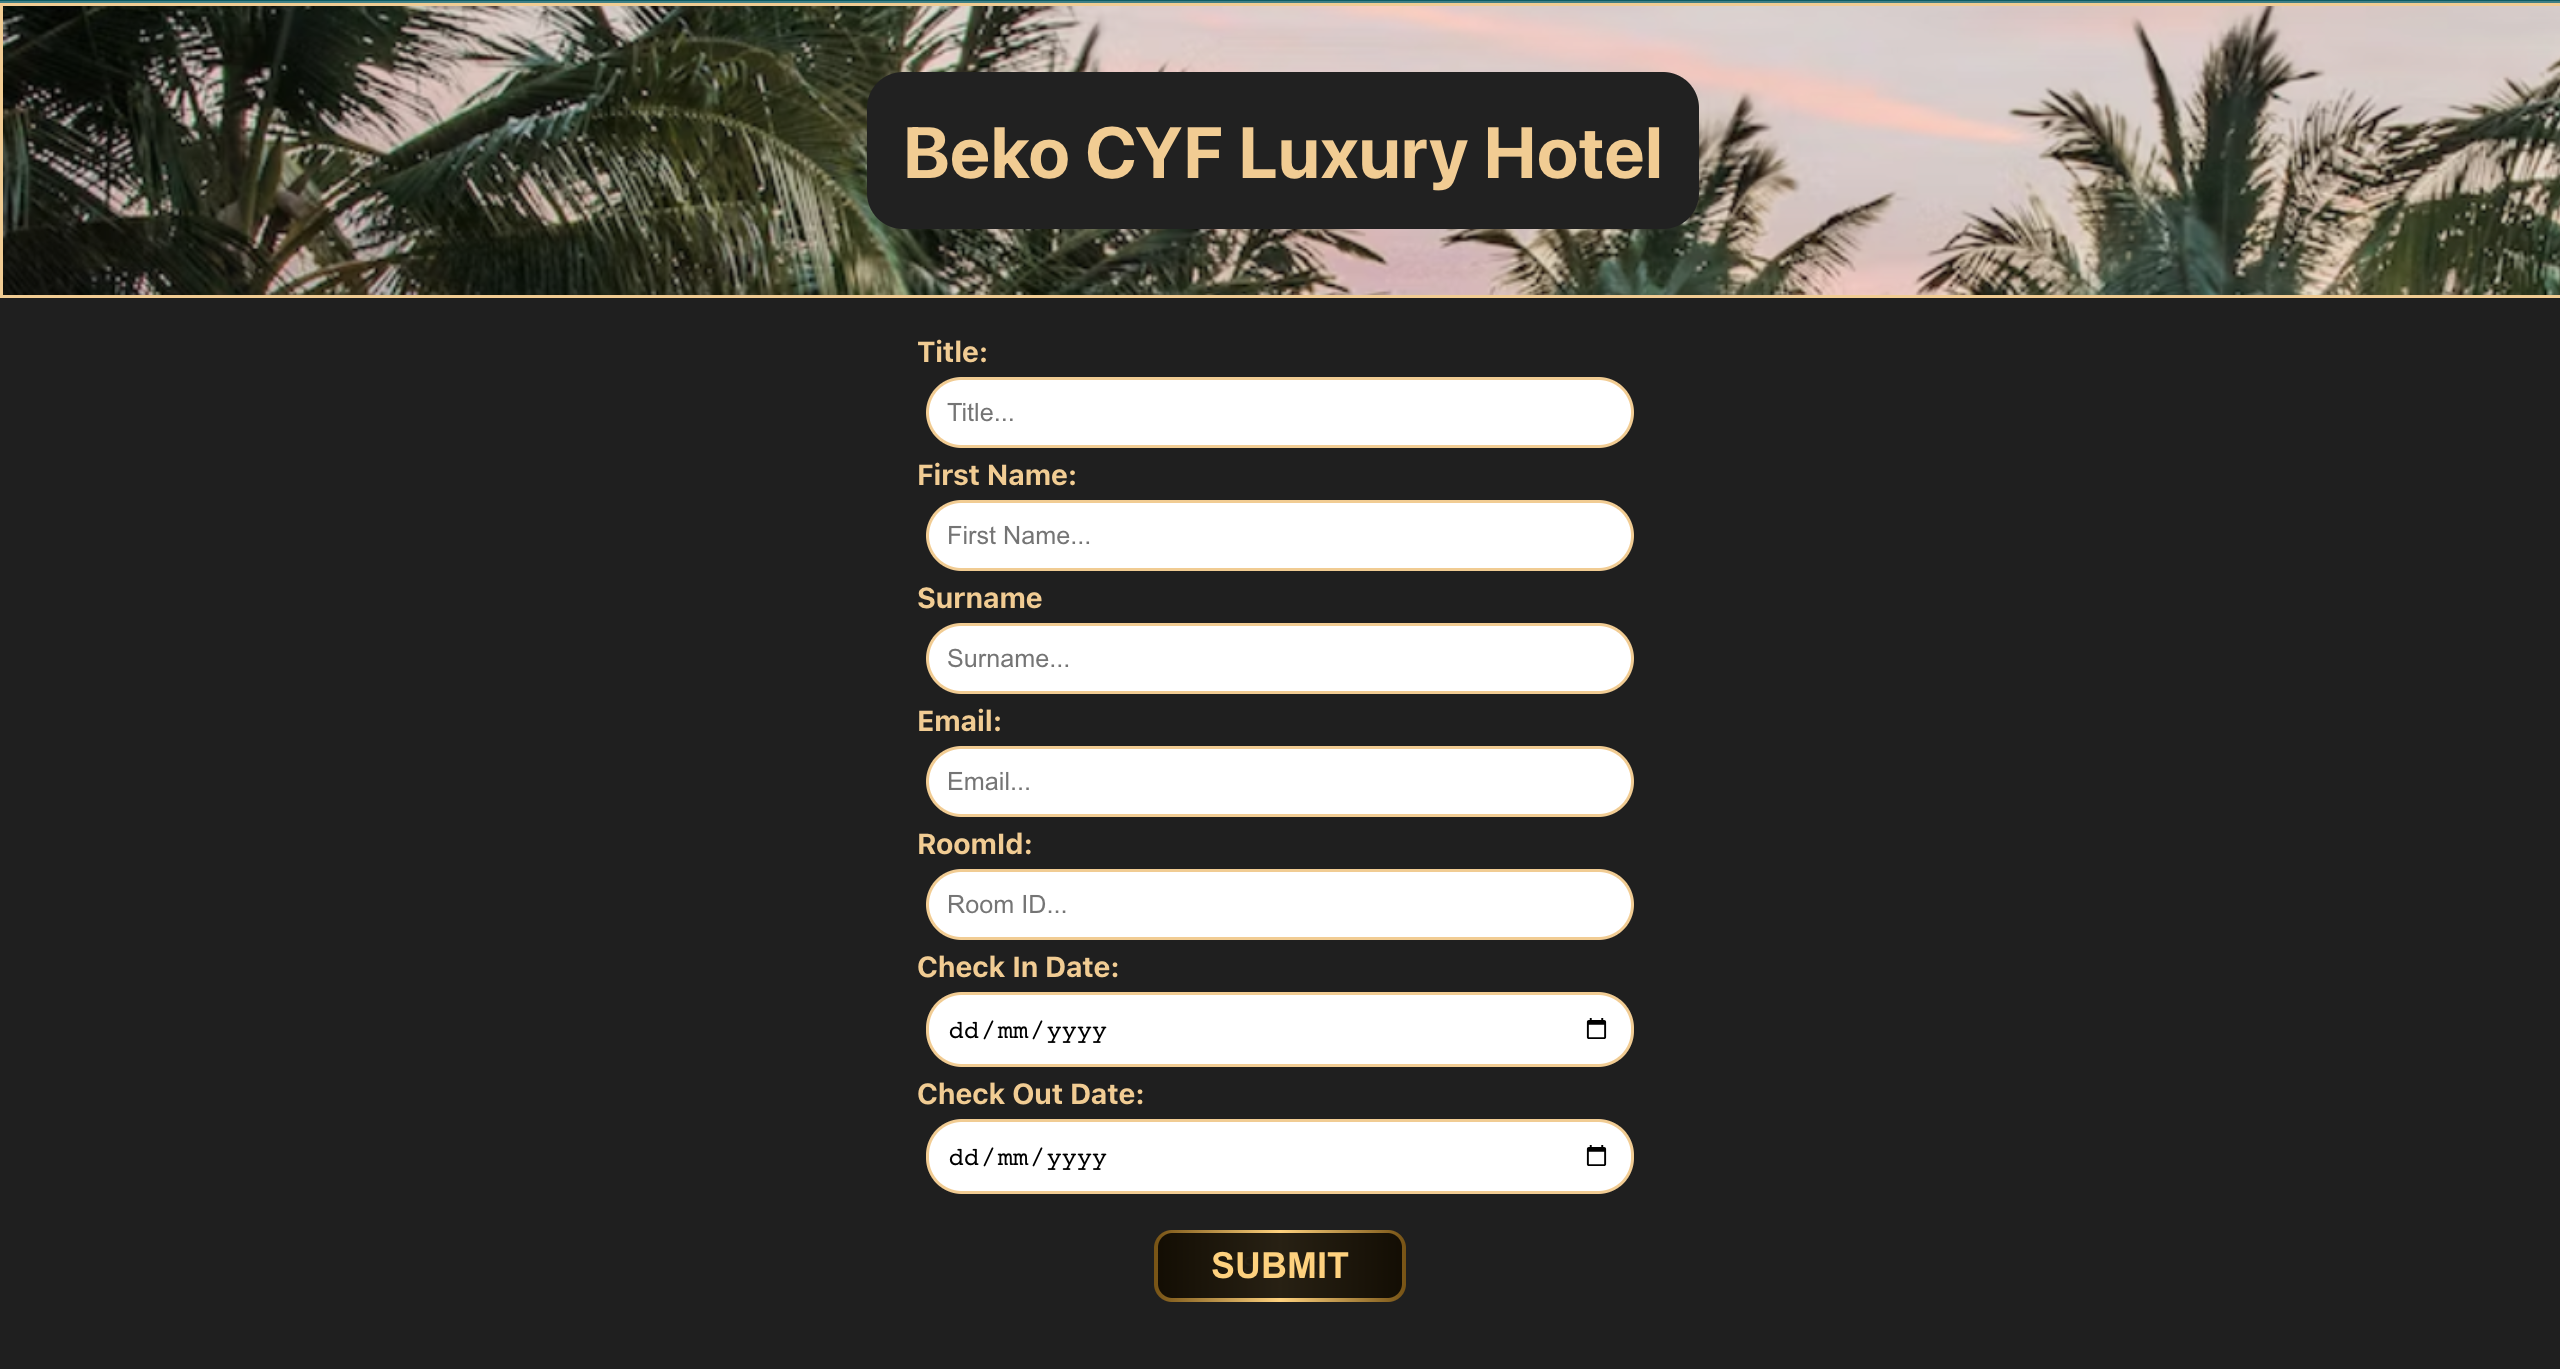 Beko CYF Luxury Hotel
Title:
Title...
First Name:
First Name...
Surname
Surname...
Email:
Email...
RoomId:
Room ID...
Check In Date:
dd/mm/yyyy
Check Out Date:
dd/mm/yyyy
SUBMIT